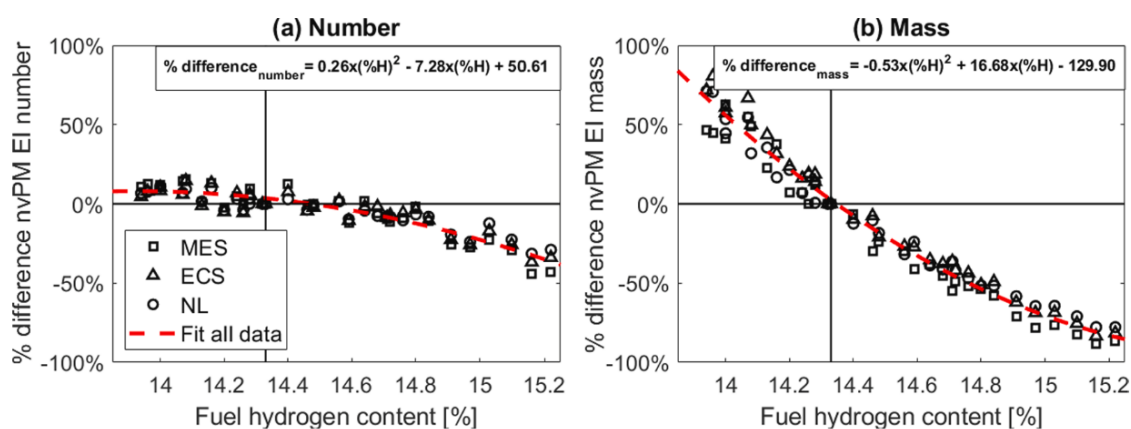 (a) Number
% difference_number= 0.26x(%H)² - 7.28x(%H) + 50.61
% difference nvPM EI number
100%
50%
0%
-50%
-100%
MES
ECS
NL
Fit all data
14
14.2
14.4
14.6
14.8
15
15.2
Fuel hydrogen content [%]
(b) Mass
% difference_mass= -0.53x(%H)² + 16.68x(%H) - 129.90
% difference nvPM EI mass
100%
50%
0%
-50%
-100%
14
14.2
14.4
14.6
14.8
15
15.2
Fuel hydrogen content [%]